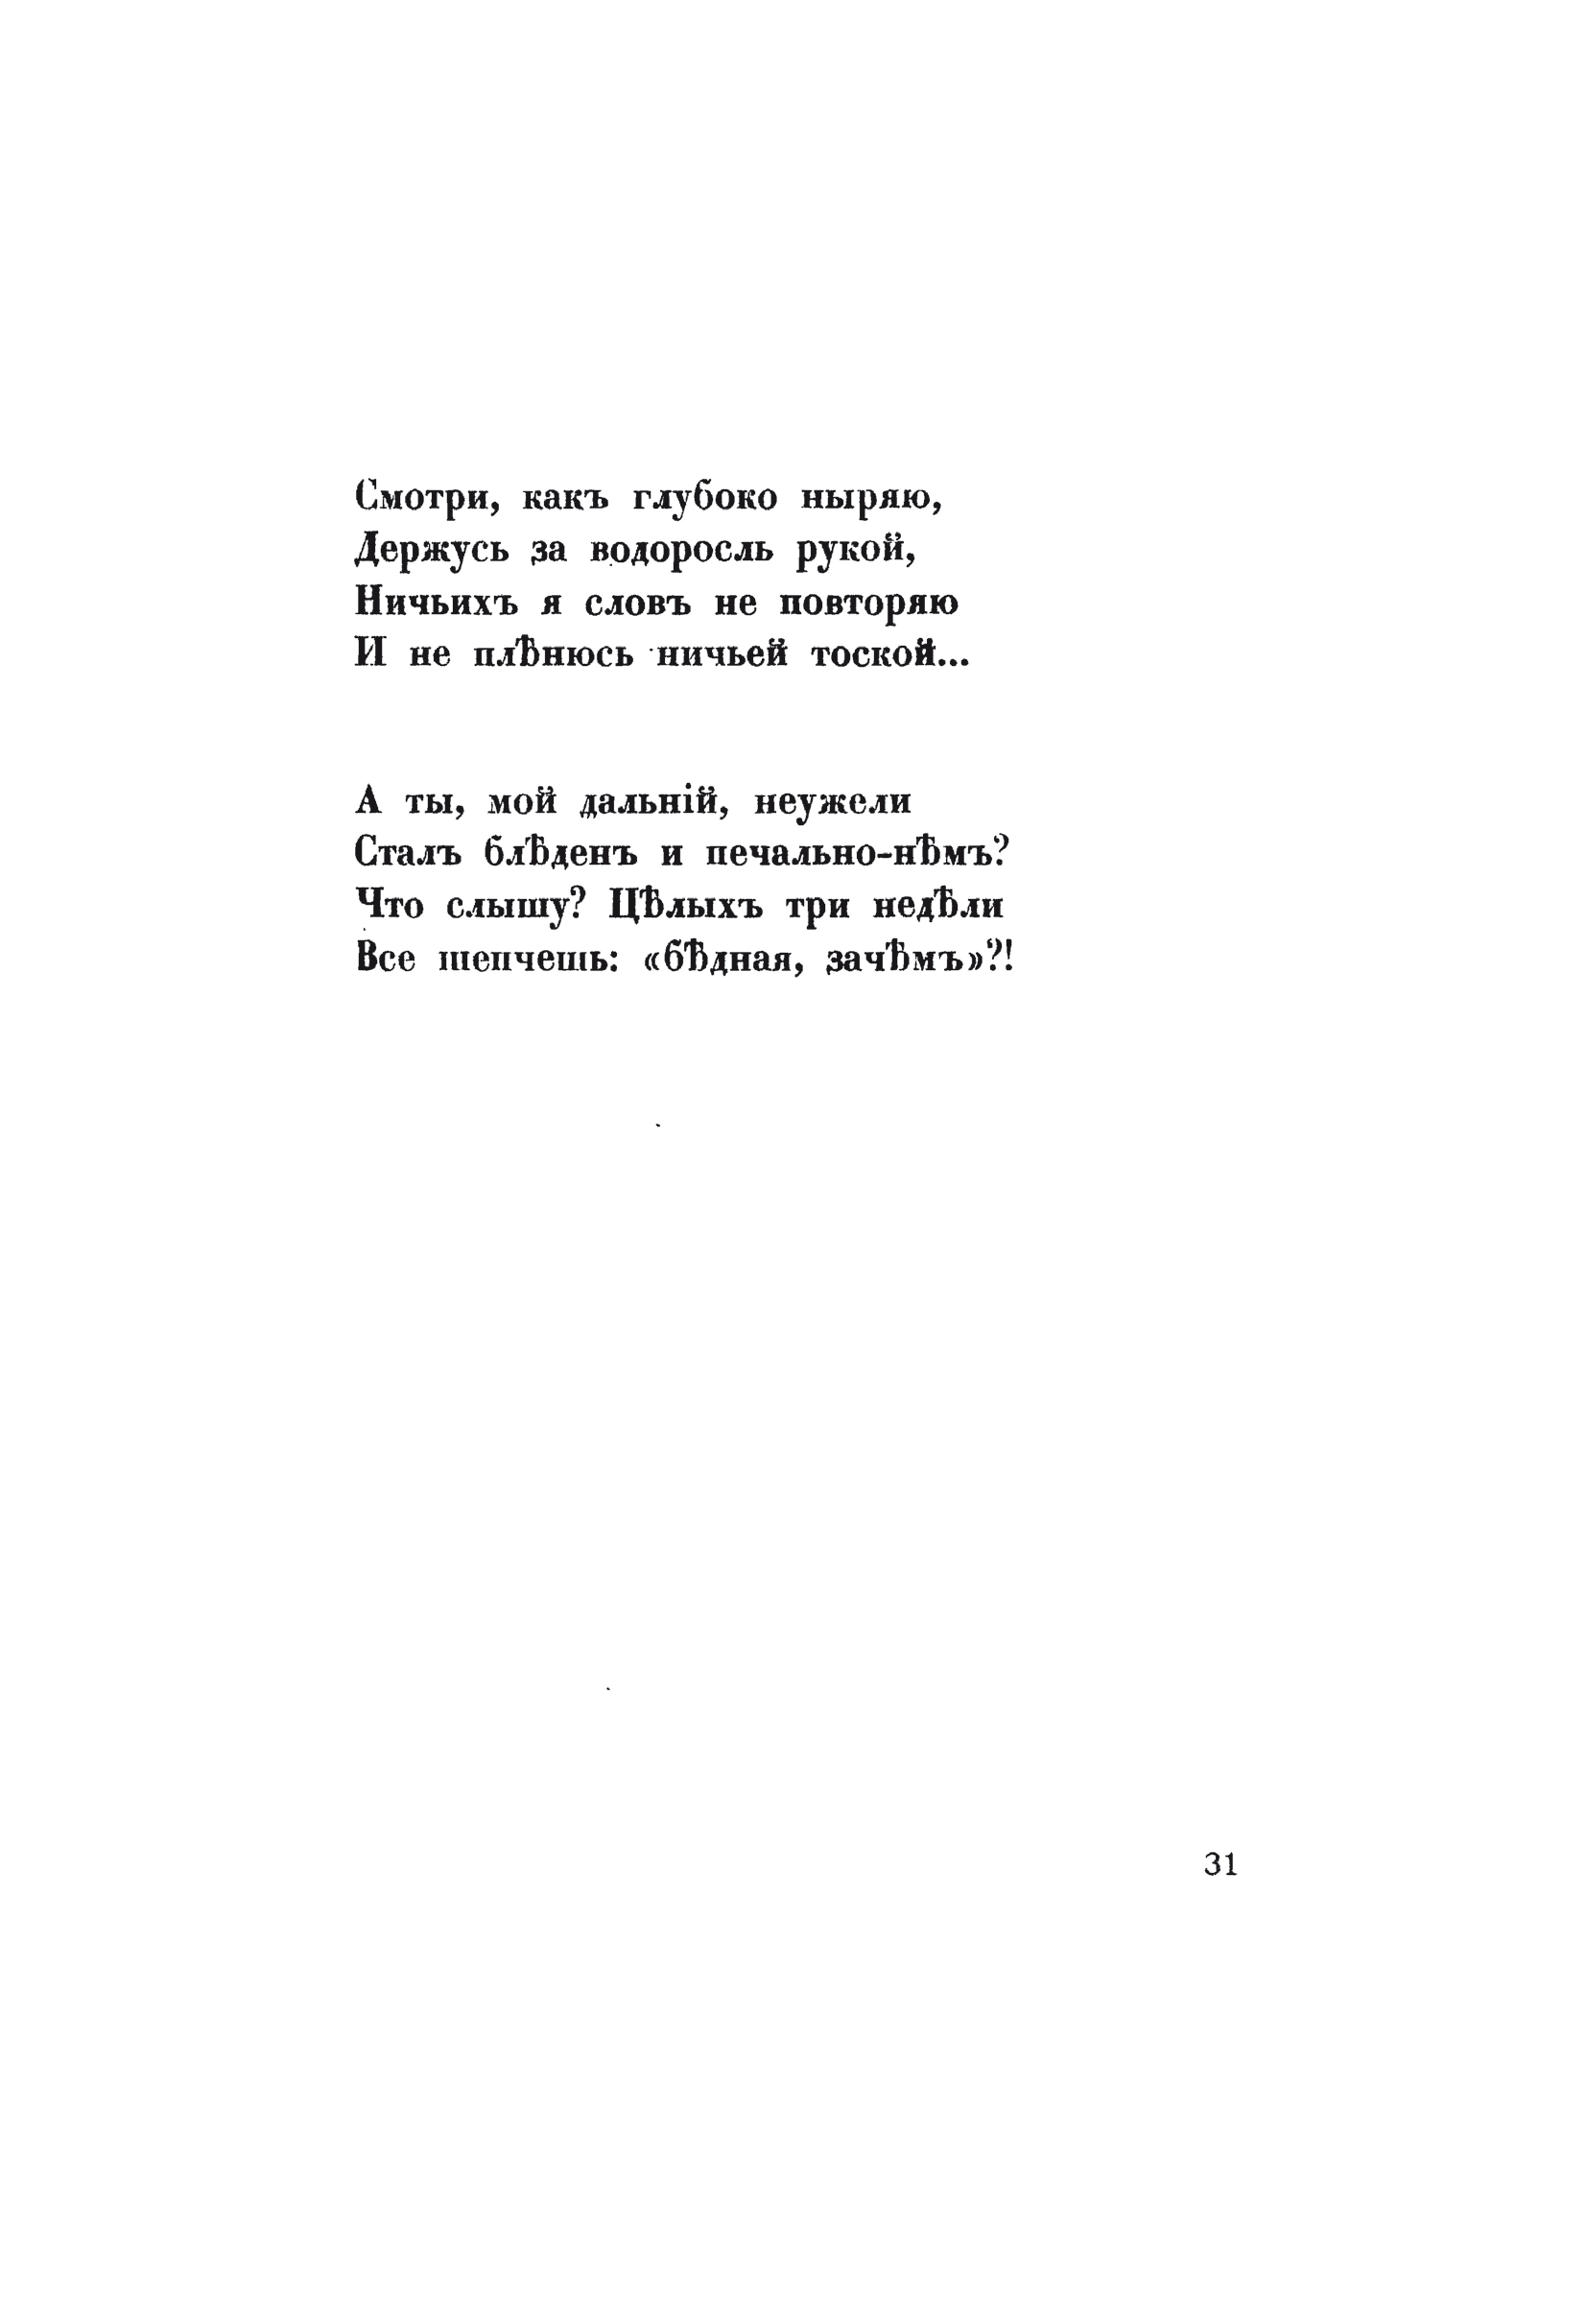 Смотри, какъ глубоко ныряю,
Держусь за водоросль рукой,
Ничьихъ я словъ не повторяю
И не плѣнюсь ничьей тоской...
А ты, мой дальній, неужели
Сталъ блѣденъ и печально-нѣмъ?
Что слышу? Цѣлыхъ три недѣли
Все шепчешь: «бѣдная, зачѣмъ»?!
31